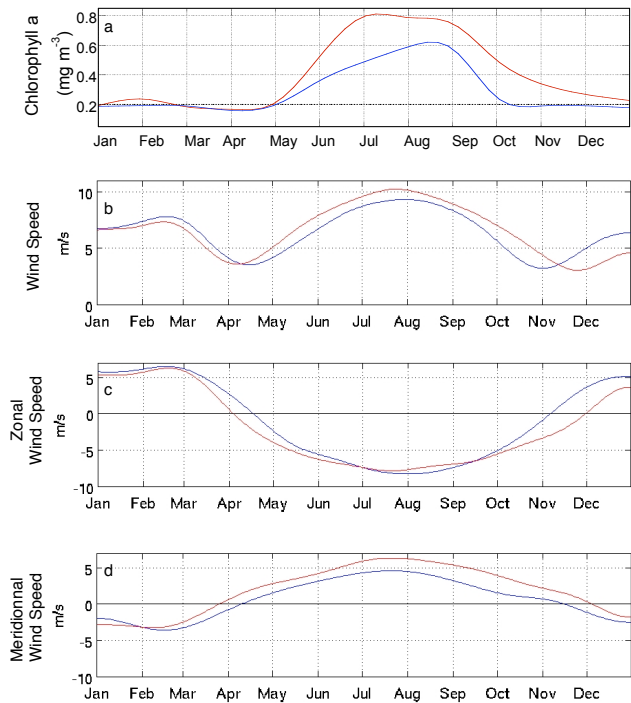 a
Chlorophyll a
(mg m-3)
0.8
0.6
0.4
0.2
Jan Feb Mar Apr May Jun Jul Aug Sep Oct Nov Dec
b
Wind Speed
m/s
10
5
0
Jan Feb Mar Apr May Jun Jul Aug Sep Oct Nov Dec
c
Zonal
Wind Speed
m/s
5
0
-5
-10
Jan Feb Mar Apr May Jun Jul Aug Sep Oct Nov Dec
d
Meridionnal
Wind Speed
m/s
5
0
-5
-10
Jan Feb Mar Apr May Jun Jul Aug Sep Oct Nov Dec